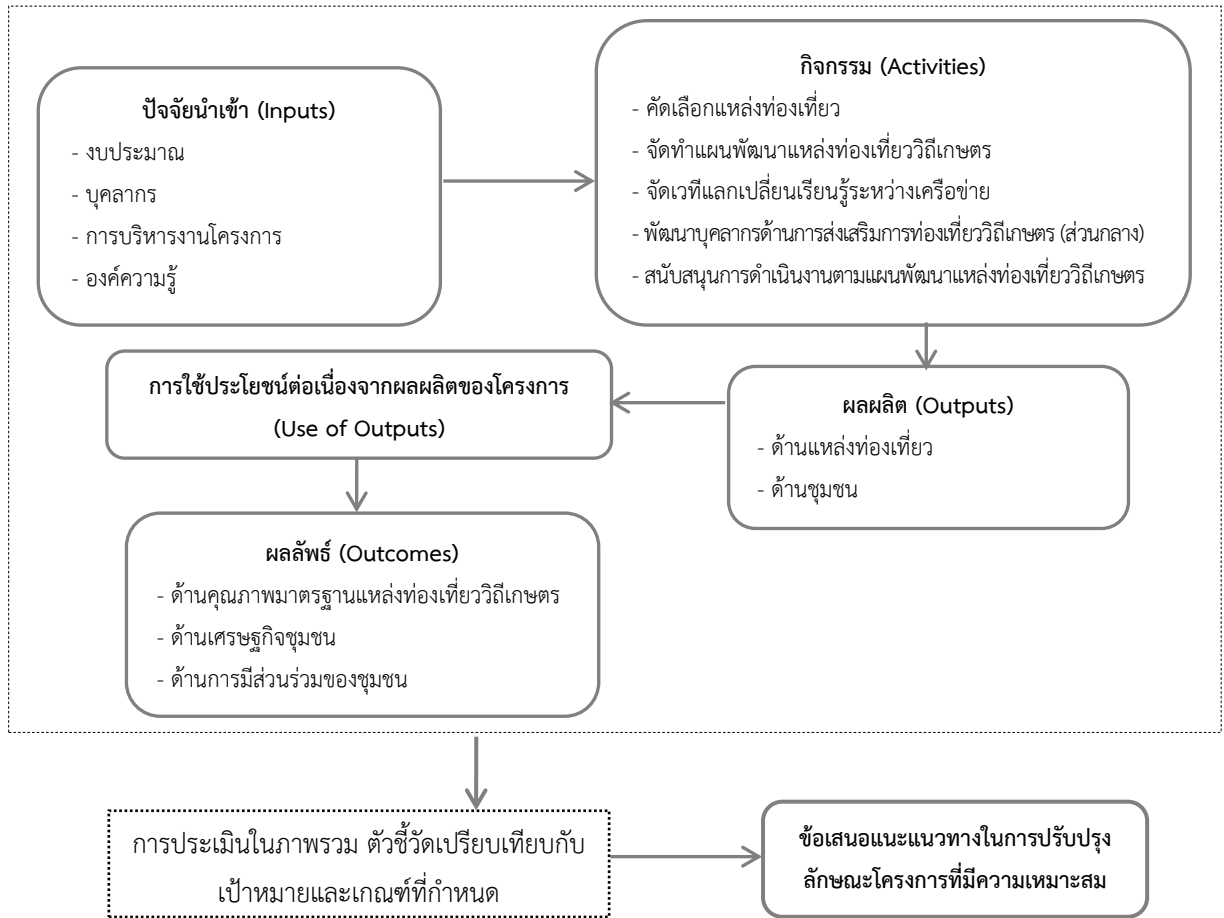 ปัจจัยนำเข้า (Inputs)
- งบประมาณ
- บุคลากร
- การบริหารงานโครงการ
- องค์ความรู้
กิจกรรม (Activities)
- คัดเลือกแหล่งท่องเที่ยว
- จัดทำแผนพัฒนาแหล่งท่องเที่ยววิถีเกษตร
- จัดเวทีแลกเปลี่ยนเรียนรู้ระหว่างเครือข่าย
- พัฒนาบุคลากรด้านการส่งเสริมการท่องเที่ยววิถีเกษตร (ส่วนกลาง)
- สนับสนุนการดำเนินงานตามแผนพัฒนาแหล่งท่องเที่ยววิถีเกษตร
ผลผลิต (Outputs)
- ด้านแหล่งท่องเที่ยว
- ด้านชุมชน
การใช้ประโยชน์ต่อเนื่องจากผลผลิตของโครงการ
(Use of Outputs)
ผลลัพธ์ (Outcomes)
- ด้านคุณภาพมาตรฐานแหล่งท่องเที่ยววิถีเกษตร
- ด้านเศรษฐกิจชุมชน
- ด้านการมีส่วนร่วมของชุมชน
การประเมินในภาพรวม ตัวชี้วัดเปรียบเทียบกับ
เป้าหมายและเกณฑ์ที่กำหนด
ข้อเสนอแนะแนวทางในการปรับปรุง
ลักษณะโครงการที่มีความเหมาะสม